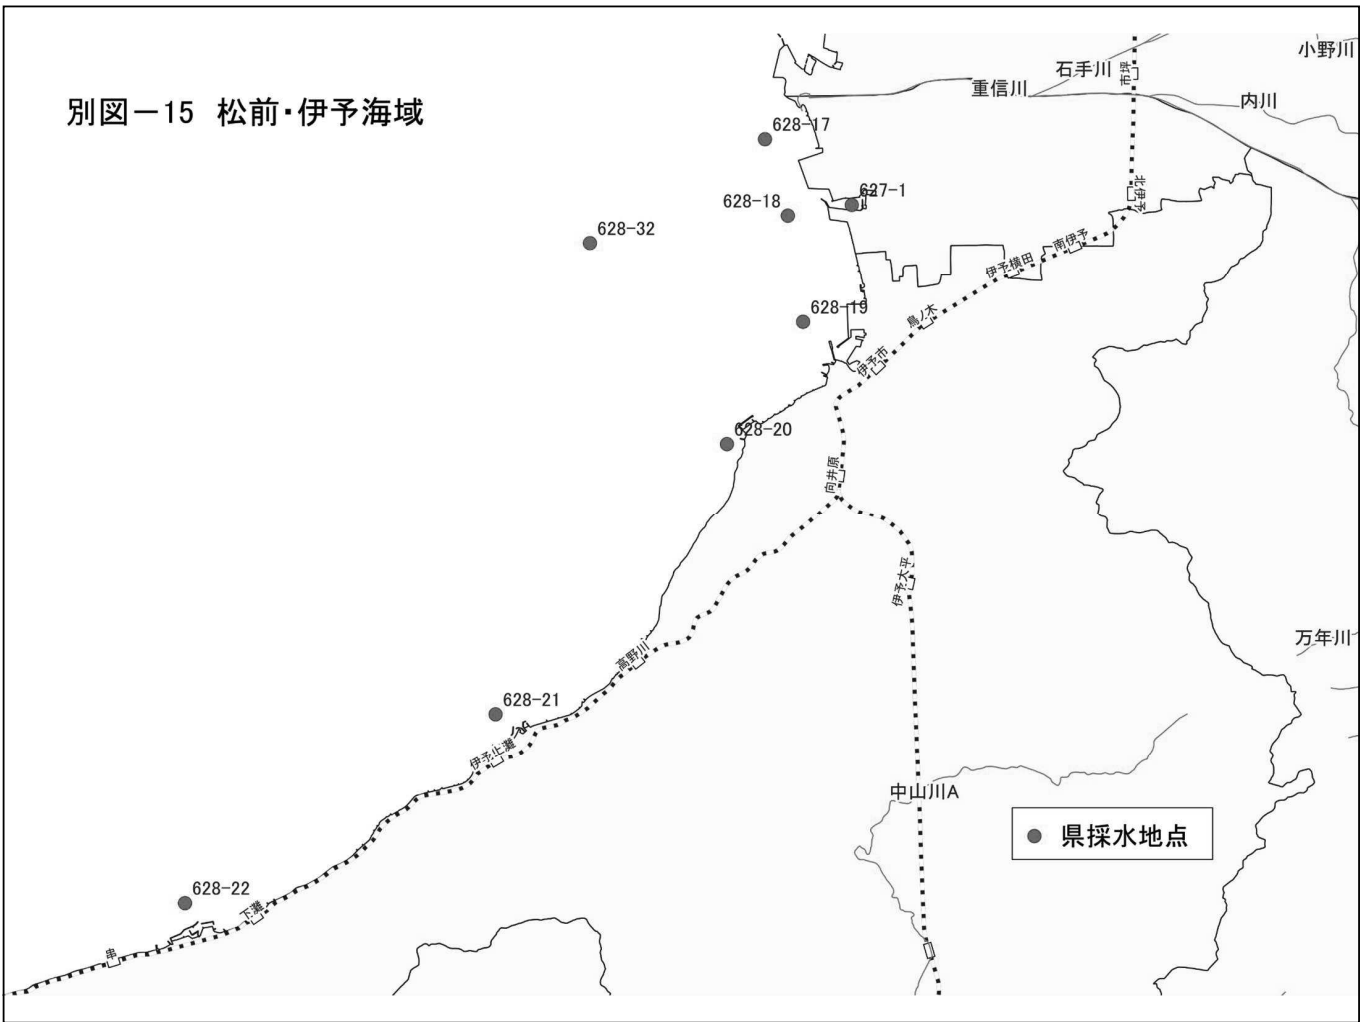 別図－15 松前・伊予海域
小野川
石手川
市坪
重信川
内川
628-17
627-1
628-18
北伊予
628-32
南伊予
伊予横田
628-19
鳥ノ木
伊予市
628-20
向井原
伊予大平
万年川
高野川
628-21
伊予上灘
中山川A
県採水地点
628-22
下灘
串